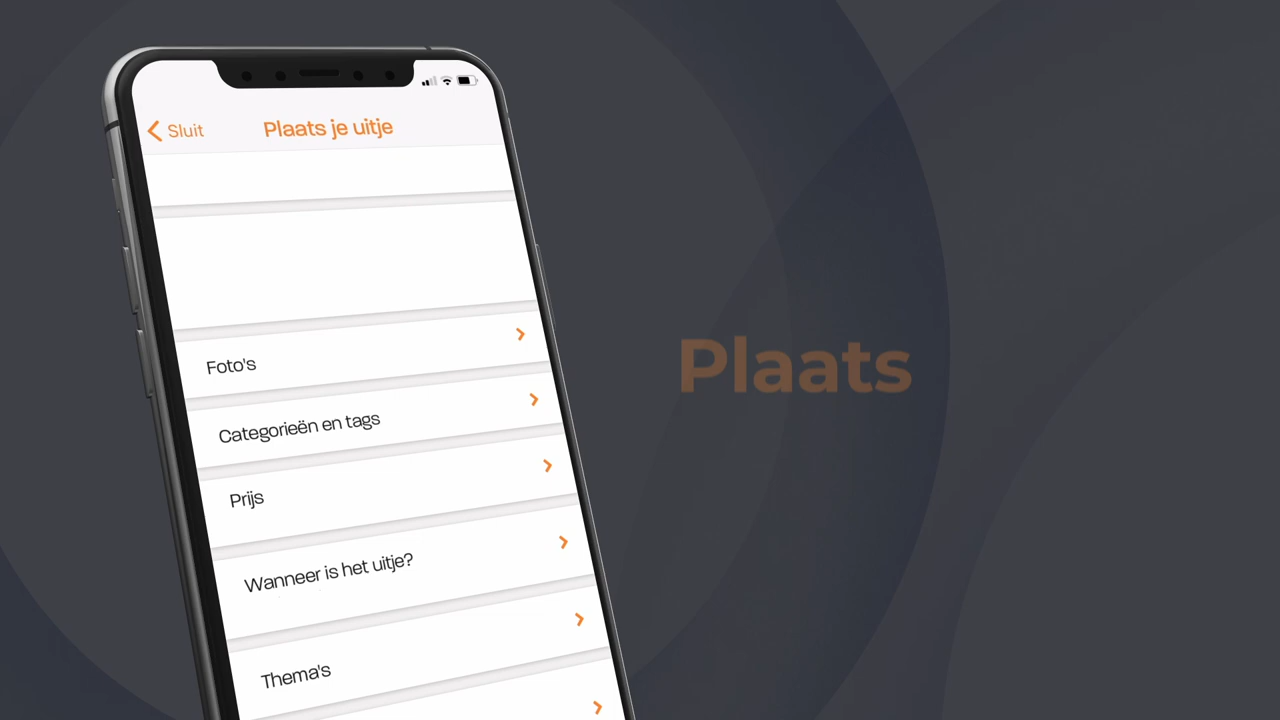 Sluit
Plaats je uitje
Foto's
Categorieën en tags
Prijs
Wanneer is het uitje?
Thema's
Plaats